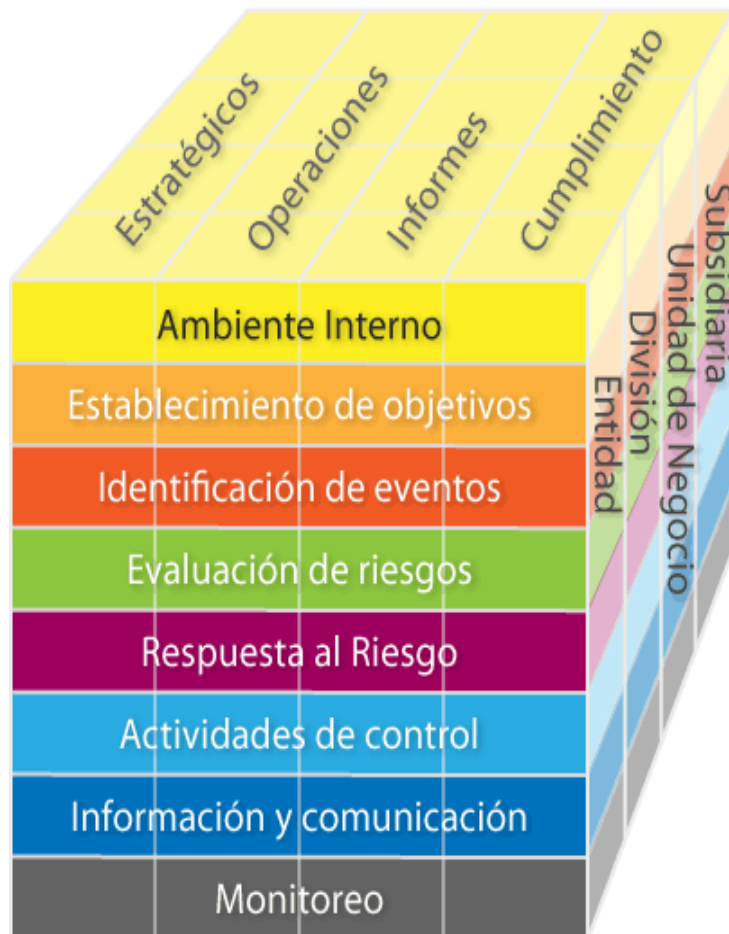 Estratégicos
Operaciones
Informes
Cumplimiento
Ambiente Interno
Establecimiento de objetivos
Identificación de eventos
Evaluación de riesgos
Respuesta al Riesgo
Actividades de control
Información y comunicación
Monitoreo
Entidad
División
Unidad de Negocio
Subsidiaria